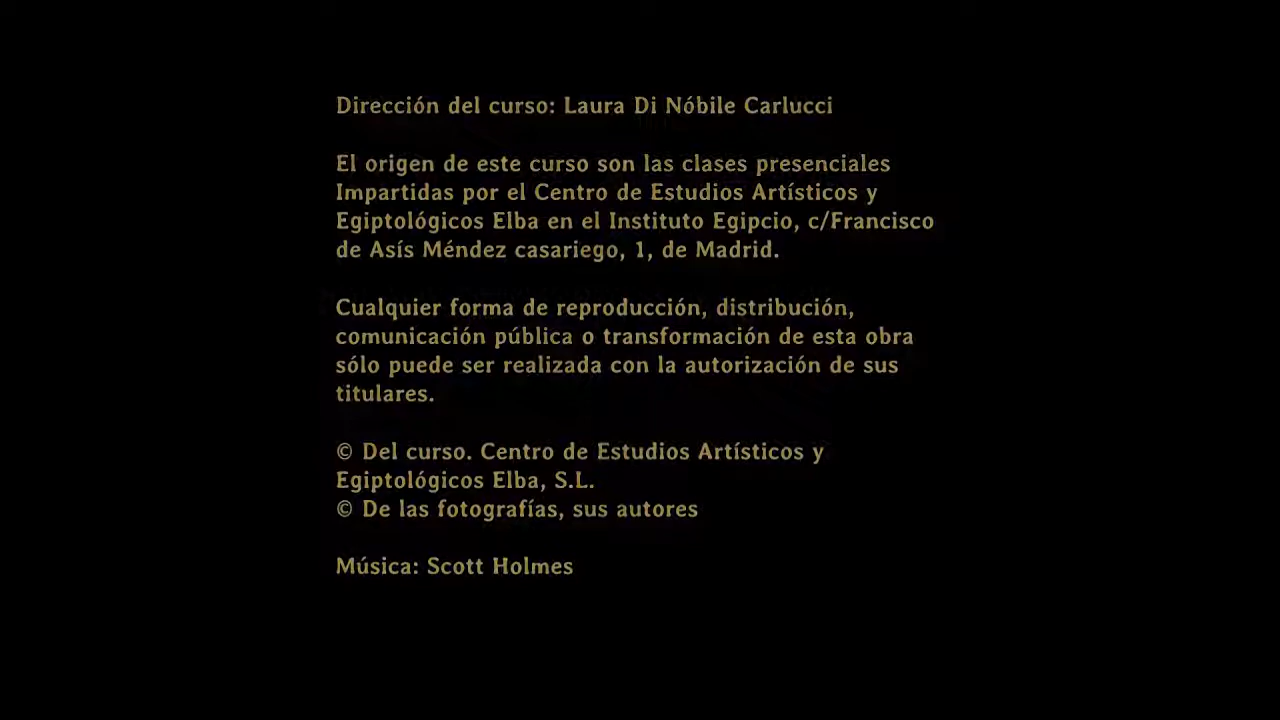 Dirección del curso: Laura Di Nóbile Carlucci
El origen de este curso son las clases presenciales
Impartidas por el Centro de Estudios Artísticos y
Egiptológicos Elba en el Instituto Egipcio, c/Francisco
de Asís Méndez casariego, 1, de Madrid.
Cualquier forma de reproducción, distribución,
comunicación pública o transformación de esta obra
sólo puede ser realizada con la autorización de sus
titulares.
© Del curso. Centro de Estudios Artísticos y
Egiptológicos Elba, S.L.
© De las fotografías, sus autores
Música: Scott Holmes